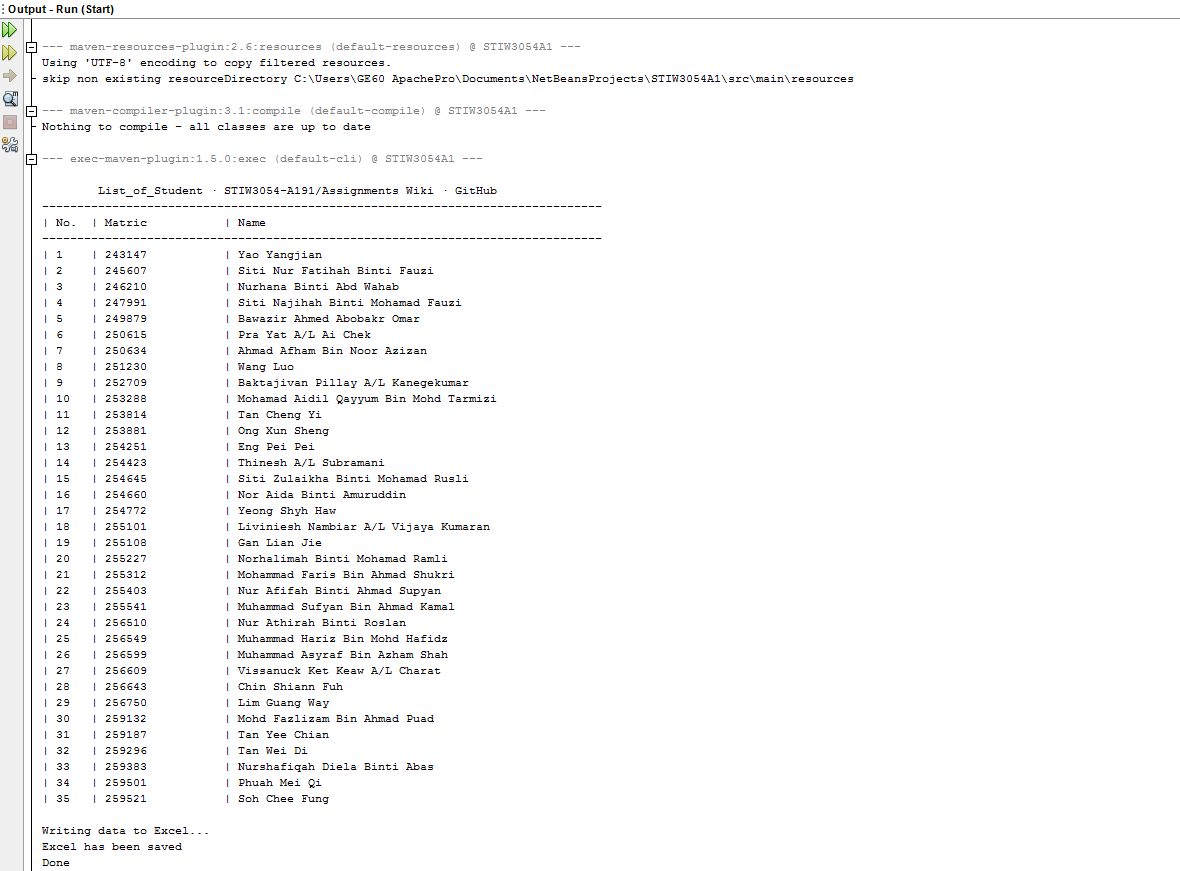 Output - Run (Start)
--- maven-resources-plugin:2.6:resources (default-resources) @ STIW3054A1 ---
Using 'UTF-8' encoding to copy filtered resources.
skip non existing resourceDirectory C:\Users\GE60 ApachePro\Documents\NetBeansProjects\STIW3054A1\src\main\resources
--- maven-compiler-plugin:3.1:compile (default-compile) @ STIW3054A1 ---
Nothing to compile - all classes are up to date
--- exec-maven-plugin:1.5.0:exec (default-cli) @ STIW3054A1 ---
List_of_Student · STIW3054-A191/Assignments Wiki · GitHub
--------------------------------------------------------------------------------
| No. | Matric | Name
--------------------------------------------------------------------------------
| 1 | 243147 | Yao Yangjian
| 2 | 245607 | Siti Nur Fatihah Binti Fauzi
| 3 | 246210 | Nurhana Binti Abd Wahab
| 4 | 247991 | Siti Najihah Binti Mohamad Fauzi
| 5 | 249879 | Bawazir Ahmed Abobakr Omar
| 6 | 250615 | Pra Yat A/L Ai Chek
| 7 | 250634 | Ahmad Afham Bin Noor Azizan
| 8 | 251230 | Wang Luo
| 9 | 252709 | Baktajivan Pillay A/L Kanegekumar
| 10 | 253288 | Mohamad Aidil Qayyum Bin Mohd Tarmizi
| 11 | 253814 | Tan Cheng Yi
| 12 | 253881 | Ong Xun Sheng
| 13 | 254251 | Eng Pei Pei
| 14 | 254423 | Thinesh A/L Subramani
| 15 | 254645 | Siti Zulaikha Binti Mohamad Rusli
| 16 | 254660 | Nor Aida Binti Amuruddin
| 17 | 254772 | Yeong Shyh Haw
| 18 | 255101 | Liviniesh Nambiar A/L Vijaya Kumaran
| 19 | 255108 | Gan Lian Jie
| 20 | 255227 | Norhalimah Binti Mohamad Ramli
| 21 | 255312 | Mohammad Faris Bin Ahmad Shukri
| 22 | 255403 | Nur Afifah Binti Ahmad Supyan
| 23 | 255541 | Muhammad Sufyan Bin Ahmad Kamal
| 24 | 256510 | Nur Athirah Binti Roslan
| 25 | 256549 | Muhammad Hariz Bin Mohd Hafidz
| 26 | 256599 | Muhammad Asyraf Bin Azham Shah
| 27 | 256609 | Vissanuck Ket Keaw A/L Charat
| 28 | 256643 | Chin Shiann Fuh
| 29 | 256750 | Lim Guang Way
| 30 | 259132 | Mohd Fazlizam Bin Ahmad Puad
| 31 | 259187 | Tan Yee Chian
| 32 | 259296 | Tan Wei Di
| 33 | 259383 | Nurshafiqah Diela Binti Abas
| 34 | 259501 | Phuah Mei Qi
| 35 | 259521 | Soh Chee Fung
Writing data to Excel...
Excel has been saved
Done